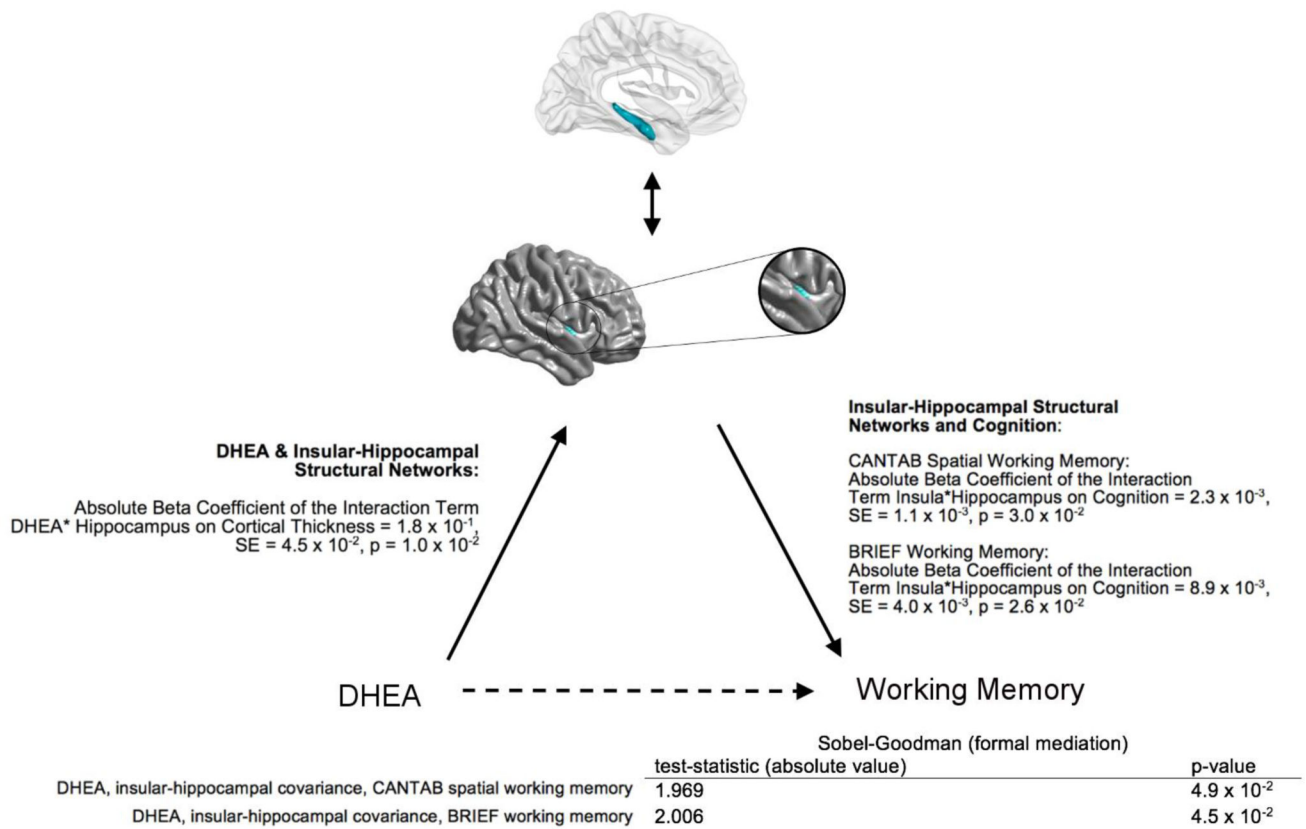 DHEA & Insular-Hippocampal
Structural Networks:
Absolute Beta Coefficient of the Interaction Term
DHEA* Hippocampus on Cortical Thickness = 1.8 x 10⁻¹,
SE = 4.5 x 10⁻², p = 1.0 x 10⁻²
Insular-Hippocampal Structural
Networks and Cognition:
CANTAB Spatial Working Memory:
Absolute Beta Coefficient of the Interaction
Term Insula*Hippocampus on Cognition = 2.3 x 10⁻³,
SE = 1.1 x 10⁻³, p = 3.0 x 10⁻²
BRIEF Working Memory:
Absolute Beta Coefficient of the Interaction
Term Insula*Hippocampus on Cognition = 8.9 x 10⁻³,
SE = 4.0 x 10⁻³, p = 2.6 x 10⁻²
DHEA
Working Memory
Sobel-Goodman (formal mediation)
test-statistic (absolute value) p-value
DHEA, insular-hippocampal covariance, CANTAB spatial working memory 1.969 4.9 x 10⁻²
DHEA, insular-hippocampal covariance, BRIEF working memory 2.006 4.5 x 10⁻²